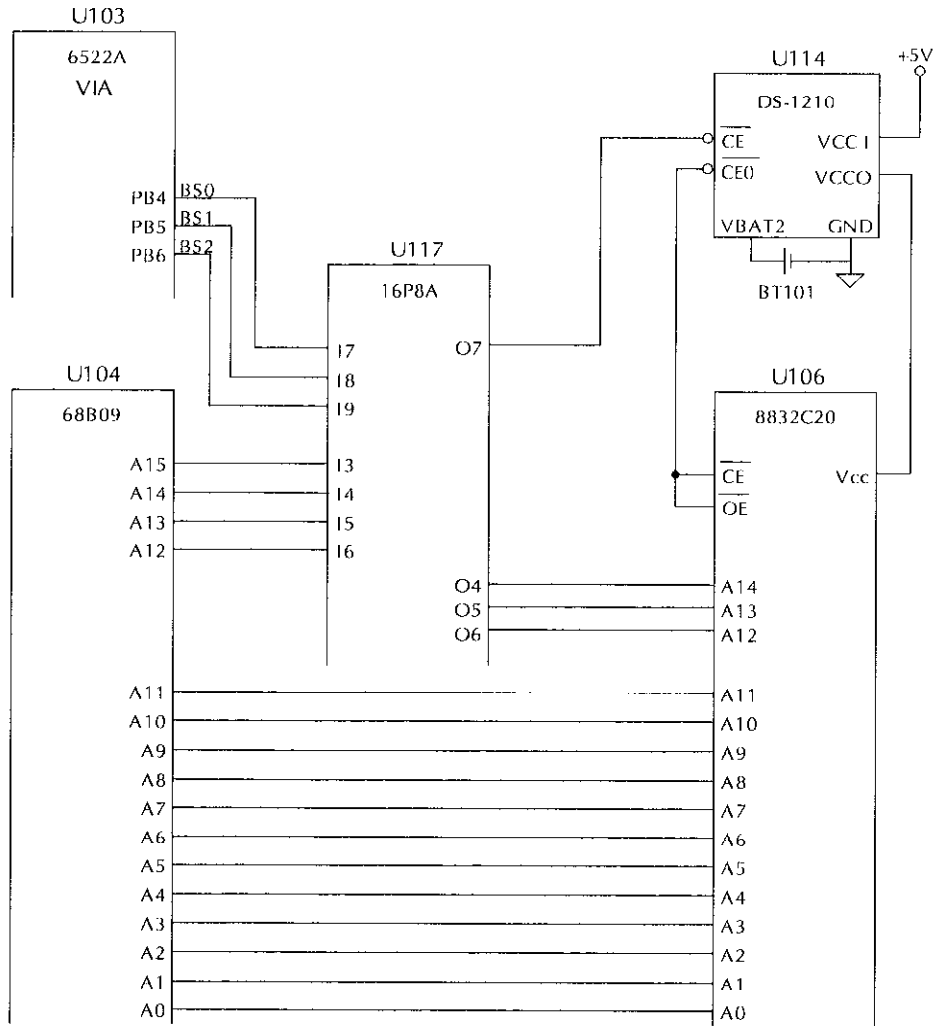 U103
6522A
VIA
PB4 BS0
PB5 BS1
PB6 BS2
U104
68B09
A15
A14
A13
A12
A11
A10
A9
A8
A7
A6
A5
A4
A3
A2
A1
A0
U117
16P8A
I7
I8
I9
I3
I4
I5
I6
O7
O4
O5
O6
U114
DS-1210
CE
CE0
VCC I
VCCO
VBAT2
GND
+5V
BT101
U106
8832C20
CE
OE
Vcc
A14
A13
A12
A11
A10
A9
A8
A7
A6
A5
A4
A3
A2
A1
A0